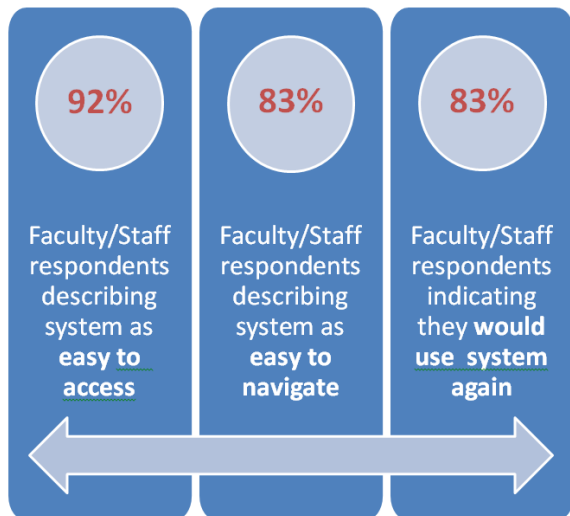 92%
Faculty/Staff
respondents
describing
system as
easy to
access
83%
Faculty/Staff
respondents
describing
system as
easy to
navigate
83%
Faculty/Staff
respondents
indicating
they would
use system
again